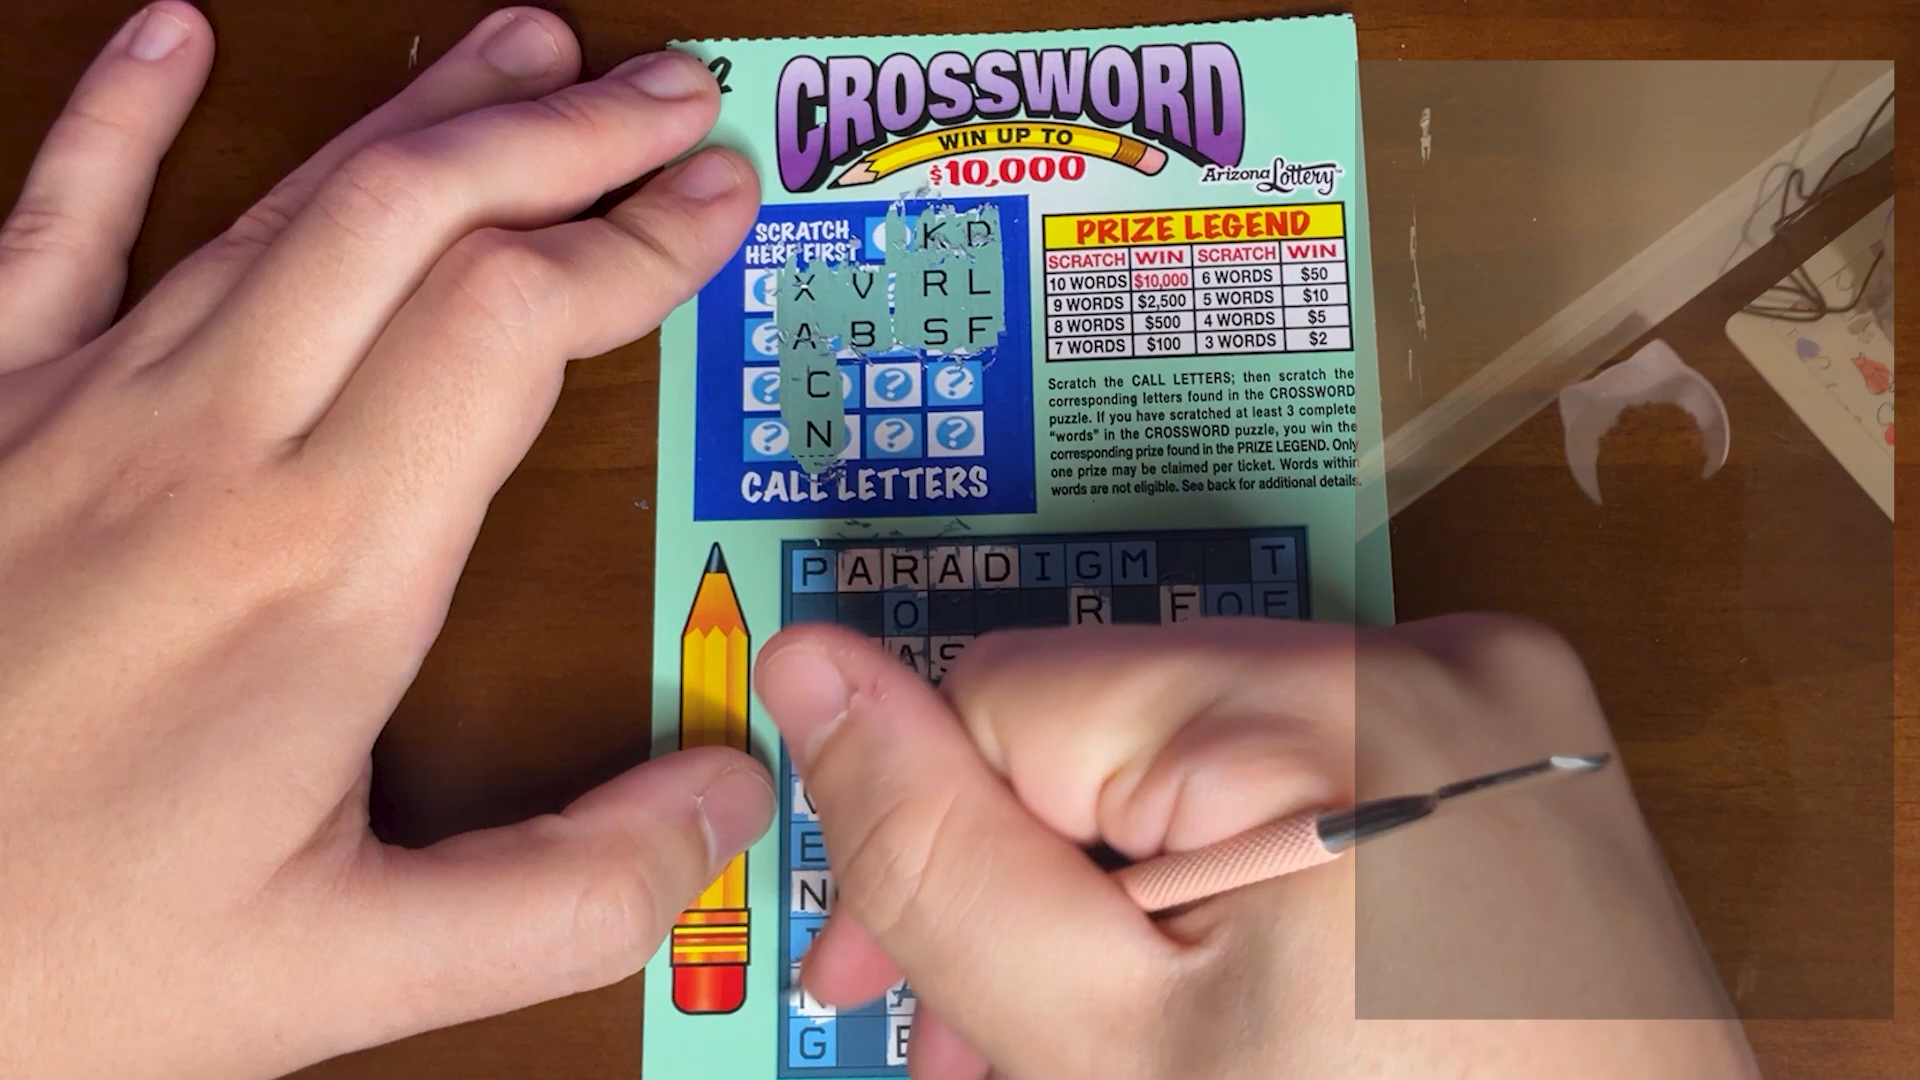 CROSSWORD
WIN UP TO
$10,000
Arizona Lottery™
SCRATCH
HERE FIRST
K D
X V R L
A B S F
C ? ?
N ? ?
CALL LETTERS
PRIZE LEGEND
SCRATCH WIN SCRATCH WIN
10 WORDS $10,000 6 WORDS $50
9 WORDS $2,500 5 WORDS $10
8 WORDS $500 4 WORDS $5
7 WORDS $100 3 WORDS $2
Scratch the CALL LETTERS; then scratch the
corresponding letters found in the CROSSWORD
puzzle. If you have scratched at least 3 complete
"words" in the CROSSWORD puzzle, you win the
corresponding prize found in the PRIZE LEGEND. Only
one prize may be claimed per ticket. Words within
words are not eligible. See back for additional details.
PARADIGM T
O R FOE
AS
E
N
G